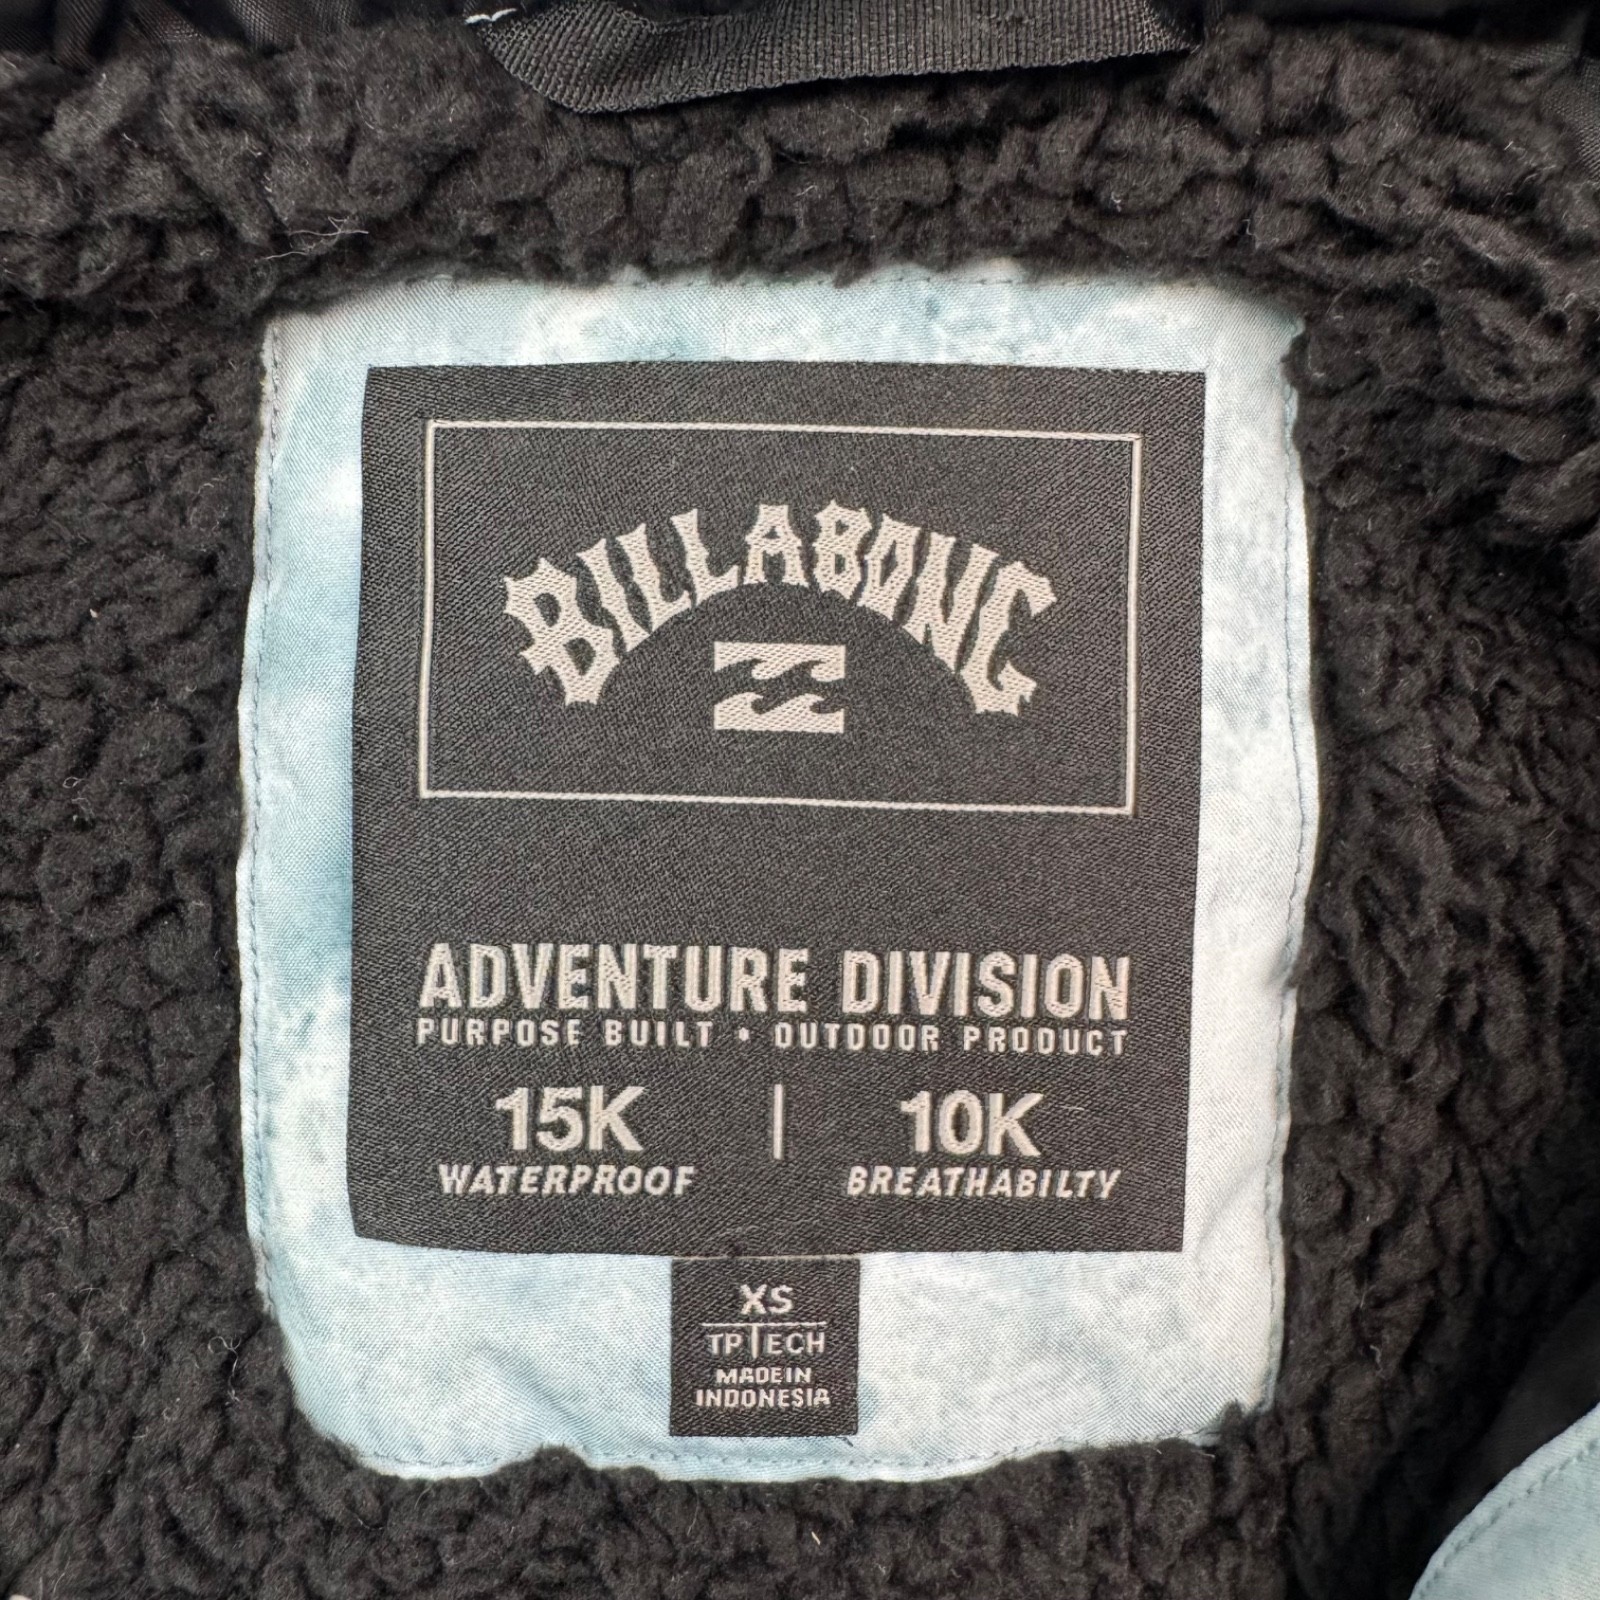 BILLABONG
ADVENTURE DIVISION
PURPOSE BUILT • OUTDOOR PRODUCT
15K | 10K
WATERPROOF BREATHABILTY
XS
TP TECH
MADE IN
INDONESIA